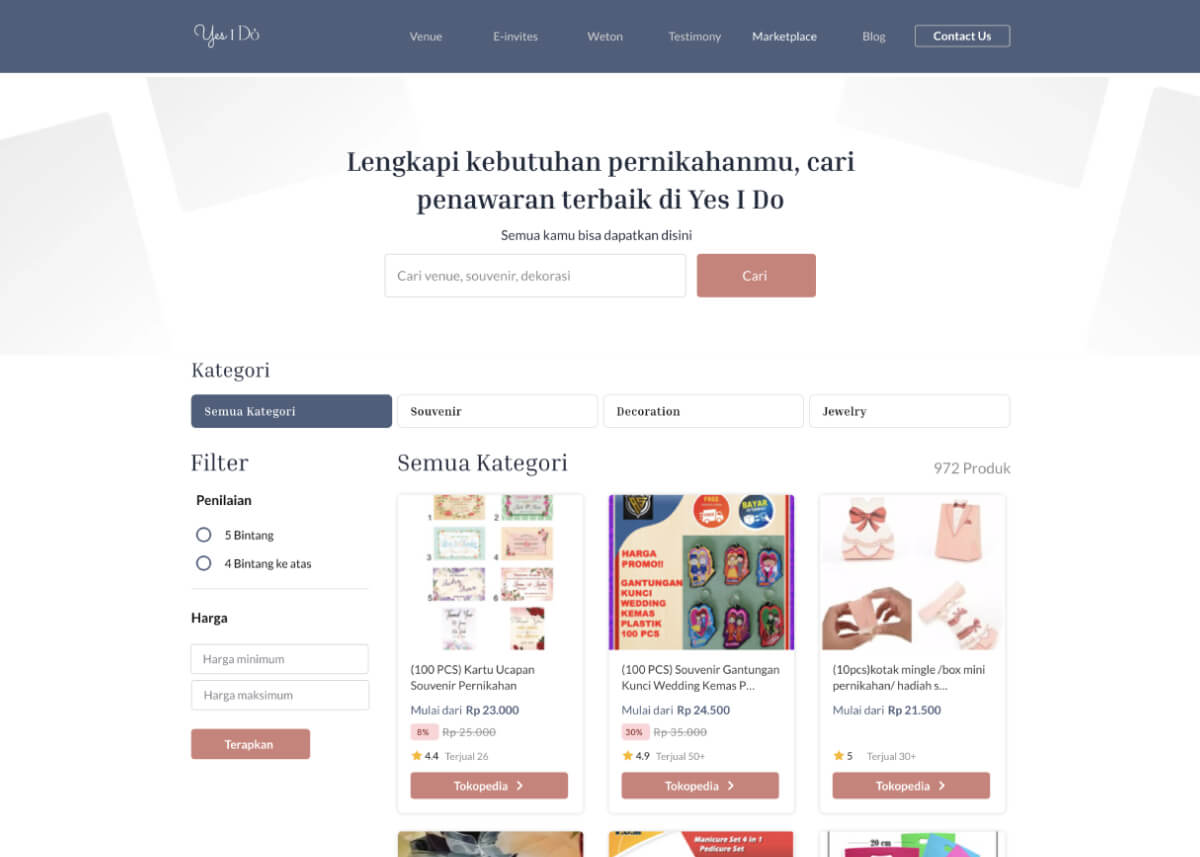 Yes I Do
Venue
E-invites
Weton
Testimony
Marketplace
Blog
Contact Us
Lengkapi kebutuhan pernikahanmu, cari
penawaran terbaik di Yes I Do
Semua kamu bisa dapatkan disini
Cari venue, souvenir, dekorasi
Cari
Kategori
Semua Kategori
Souvenir
Decoration
Jewelry
Filter
Penilaian
5 Bintang
4 Bintang ke atas
Harga
Harga minimum
Harga maksimum
Terapkan
Semua Kategori
972 Produk
1
2
3
4
5
6
Thank You
(100 PCS) Kartu Ucapan
Souvenir Pernikahan
Mulai dari Rp 23.000
8% Rp 25.000
4.4 Terjual 26
Tokopedia
FREE
BAYAR
HARGA
PROMO!!
GANTUNGAN
KUNCI
WEDDING
KEMAS
PLASTIK
100 PCS
(100 PCS) Souvenir Gantungan
Kunci Wedding Kemas P...
Mulai dari Rp 24.500
30% Rp 35.000
4.9 Terjual 50+
Tokopedia
(10pcs)kotak mingle /box mini
pernikahan/ hadiah s...
Mulai dari Rp 21.500
5 Terjual 30+
Tokopedia
Manicure Set 4 in 1
Pedicure Set
20 cm